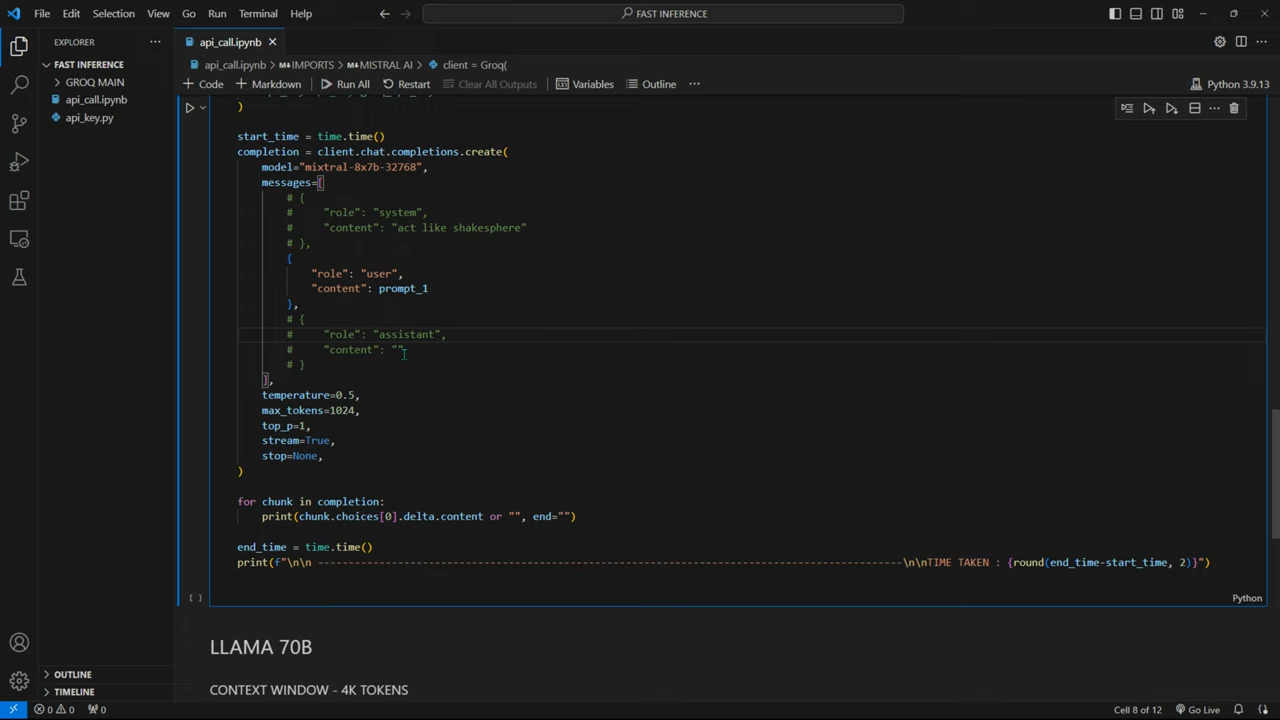 File Edit Selection View Go Run Terminal Help
FAST INFERENCE
EXPLORER
api_call.ipynb
FAST INFERENCE
GROQ MAIN
api_call.ipynb
api_key.py
api_call.ipynb > IMPORTS > MISTRAL AI > client = Groq(
+ Code + Markdown Run All Restart Clear All Outputs Variables Outline ... Python 3.9.13
)
start_time = time.time()
completion = client.chat.completions.create(
model="mixtral-8x7b-32768",
messages=[
# {
#     "role": "system",
#     "content": "act like shakesphere"
# },
{
"role": "user",
"content": prompt_1
},
# {
#     "role": "assistant",
#     "content": ""
# }
],
temperature=0.5,
max_tokens=1024,
top_p=1,
stream=True,
stop=None,
)
for chunk in completion:
print(chunk.choices[0].delta.content or "", end="")
end_time = time.time()
print(f"\n\n ----------------------------------------------------------------------------------------------------\n\nTIME TAKEN : {round(end_time-start_time, 2)}")
[ ]
Python
LLAMA 70B
CONTEXT WINDOW - 4K TOKENS
OUTLINE
TIMELINE
0 0 0
Cell 8 of 12 Go Live